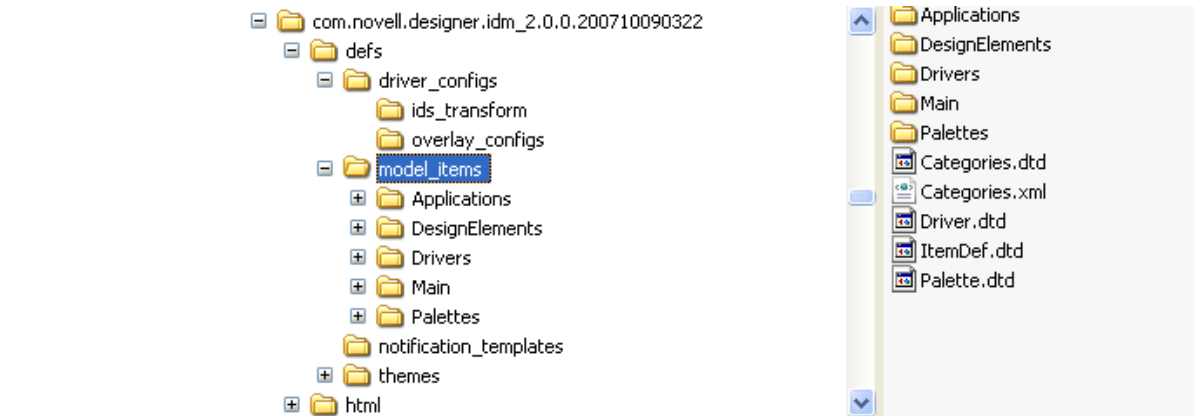 com.novell.designer.idm_2.0.0.200710090322
defs
driver_configs
ids_transform
overlay_configs
model_items
Applications
DesignElements
Drivers
Main
Palettes
notification_templates
themes
html
Applications
DesignElements
Drivers
Main
Palettes
Categories.dtd
Categories.xml
Driver.dtd
ItemDef.dtd
Palette.dtd